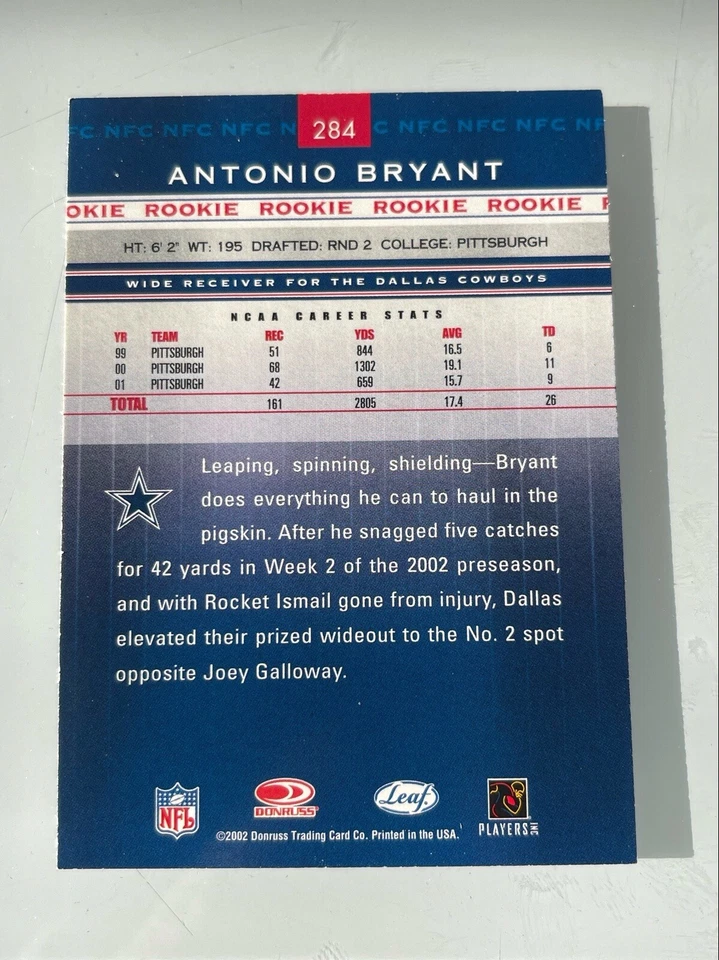 FC NFC NFC NFC N 284 C NFC NFC NFC NF
ANTONIO BRYANT
OKIE ROOKIE ROOKIE ROOKIE ROOKIE R
HT: 6' 2" WT: 195 DRAFTED: RND 2 COLLEGE: PITTSBURGH
WIDE RECEIVER FOR THE DALLAS COWBOYS
NCAA CAREER STATS
YR TEAM REC YDS AVG TD
99 PITTSBURGH 51 844 16.5 6
00 PITTSBURGH 68 1302 19.1 11
01 PITTSBURGH 42 659 15.7 9
TOTAL 161 2805 17.4 26
Leaping, spinning, shielding—Bryant
does everything he can to haul in the
pigskin. After he snagged five catches
for 42 yards in Week 2 of the 2002 preseason,
and with Rocket Ismail gone from injury, Dallas
elevated their prized wideout to the No. 2 spot
opposite Joey Galloway.
NFL DONRUSS Leaf PLAYERS INC
©2002 Donruss Trading Card Co. Printed in the USA.